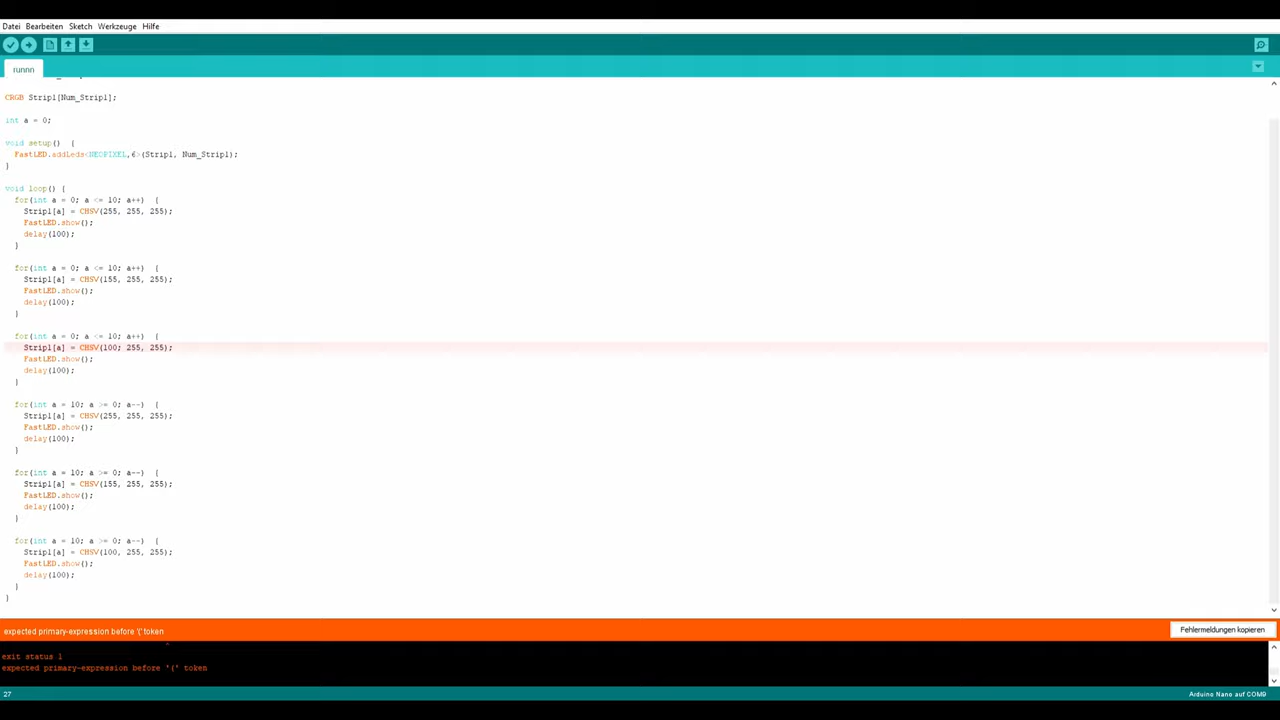 Datei Bearbeiten Sketch Werkzeuge Hilfe
runnn
CRGB Strip1[Num_Strip1];
int a = 0;
void setup() {
FastLED.addLeds<NEOPIXEL,6>(Strip1, Num_Strip1);
}
void loop() {
for(int a = 0; a <= 10; a++) {
Strip1[a] = CHSV(255, 255, 255);
FastLED.show();
delay(100);
}
for(int a = 0; a <= 10; a++) {
Strip1[a] = CHSV(155, 255, 255);
FastLED.show();
delay(100);
}
for(int a = 0; a <= 10; a++) {
Strip1[a] = CHSV(100; 255, 255);
FastLED.show();
delay(100);
}
for(int a = 10; a >= 0; a--) {
Strip1[a] = CHSV(255, 255, 255);
FastLED.show();
delay(100);
}
for(int a = 10; a >= 0; a--) {
Strip1[a] = CHSV(155, 255, 255);
FastLED.show();
delay(100);
}
for(int a = 10; a >= 0; a--) {
Strip1[a] = CHSV(100, 255, 255);
FastLED.show();
delay(100);
}
}
expected primary-expression before '(' token
Fehlermeldungen kopieren
^
exit status 1
expected primary-expression before '(' token
27
Arduino Nano auf COM9